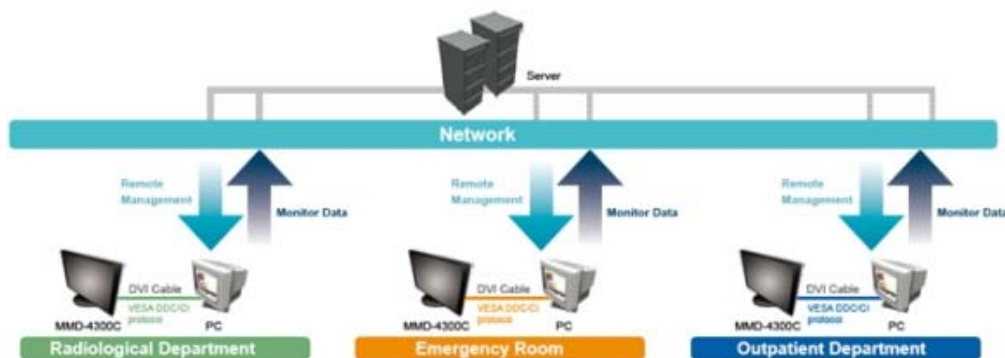 Server
Network
Remote
Management
Monitor Data
Remote
Management
Monitor Data
Remote
Management
Monitor Data
DVI Cable
VESA DDC/CI
protocol
MMD-4300C
PC
Radiological Department
DVI Cable
VESA DDC/CI
protocol
MMD-4300C
PC
Emergency Room
DVI Cable
VESA DDC/CI
protocol
MMD-4300C
PC
Outpatient Department